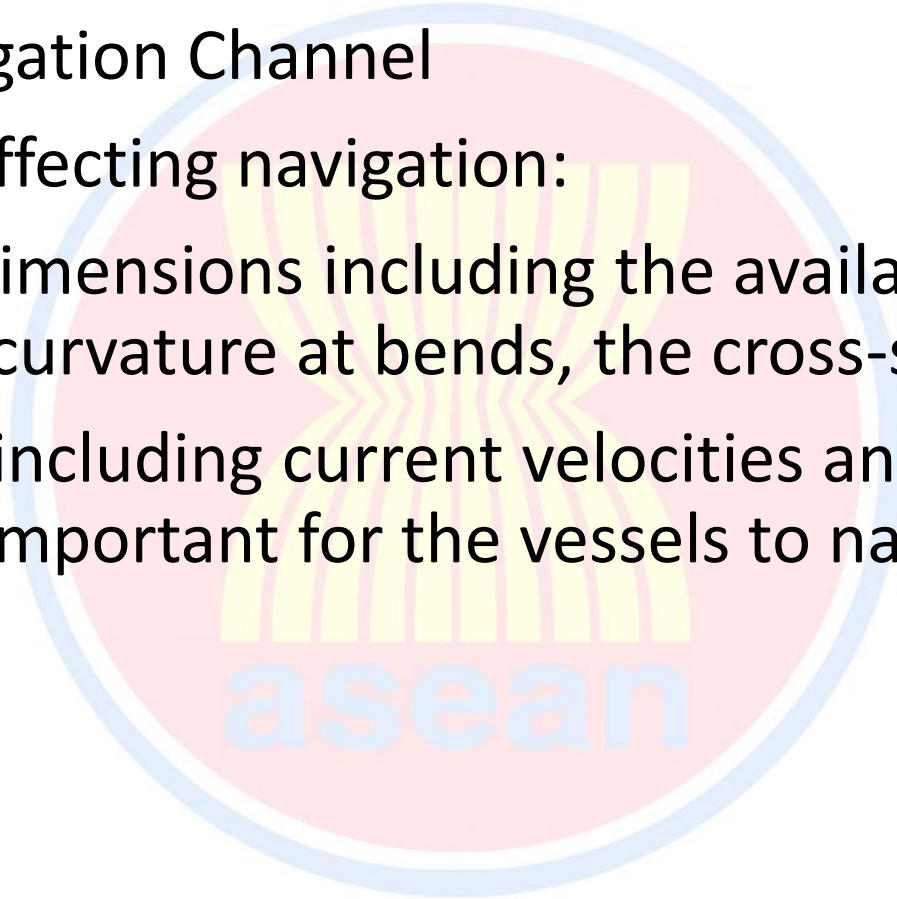 gation Channel
ffecting navigation:
imensions including the availa
curvature at bends, the cross-s
including current velocities an
mportant for the vessels to na
asean